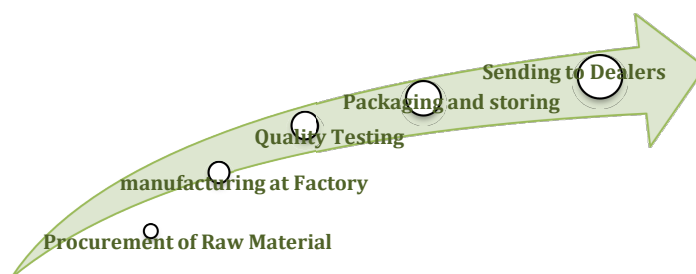 Sending to Dealers
Packaging and storing
Quality Testing
manufacturing at Factory
Procurement of Raw Material